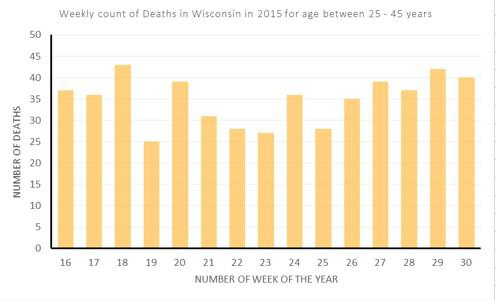 Weekly count of Deaths in Wisconsin in 2015 for age between 25 - 45 years
NUMBER OF DEATHS
50
45
40
35
30
25
20
15
10
5
0
16 17 18 19 20 21 22 23 24 25 26 27 28 29 30
NUMBER OF WEEK OF THE YEAR